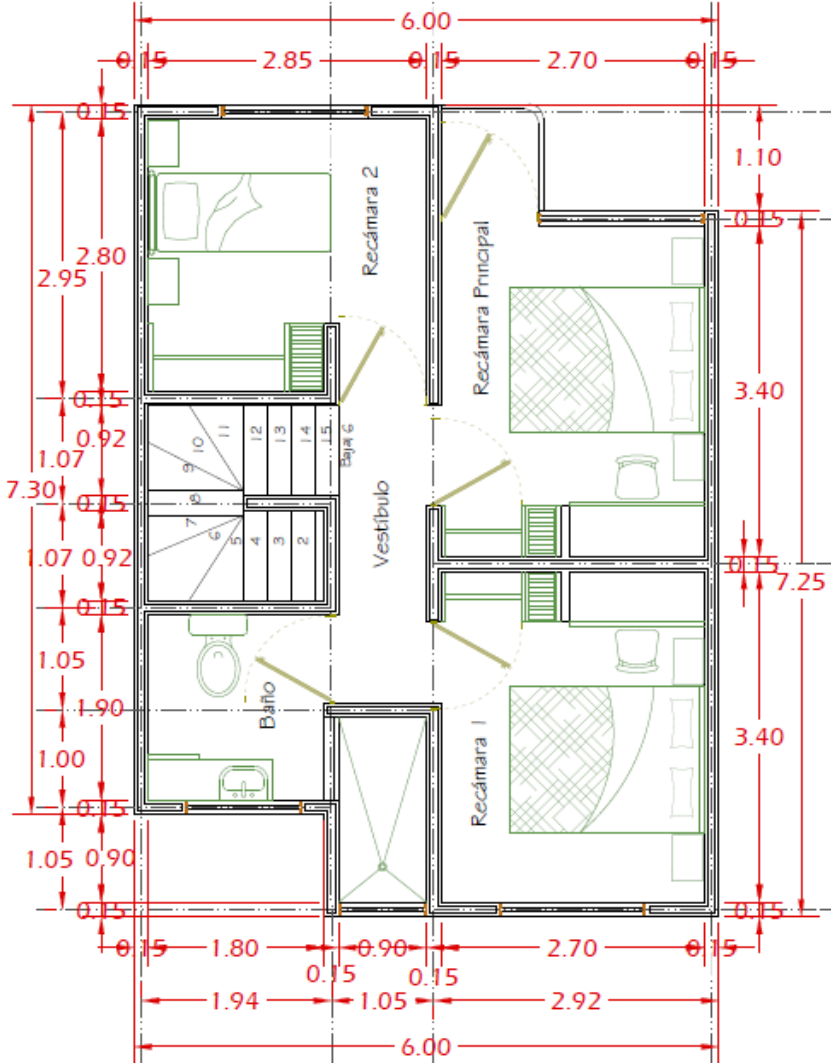 6.00
0.15 2.85 0.15 2.70 0.15
0.15
1.10
0.15
2.80
2.95
Recámara 2
Recámara Principal
3.40
0.15
0.92
1.07
7.30
0.15
1.07 0.92
0.15
9 10 11 12 13 14 15
Baja 6
8
7 6 5 4 3 2
Vestíbulo
0.15
7.25
1.05
1.90
1.00
Baño
Recámara 1
3.40
0.15
1.05 0.90
0.15
0.15
0.15 1.80 0.90 2.70 0.15
0.15 0.15
1.94 1.05 2.92
6.00